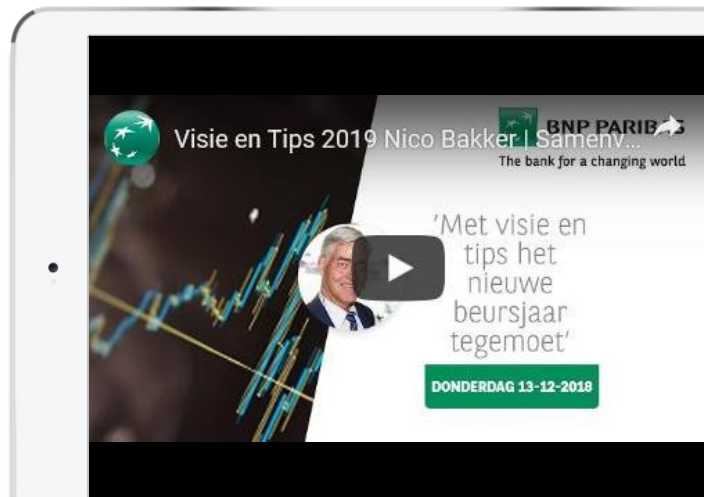 Visie en Tips 2019 Nico Bakker | Samenv...
BNP PARIBAS
The bank for a changing world
'Met visie en
tips het
nieuwe
beursjaar
tegemoet'
DONDERDAG 13-12-2018